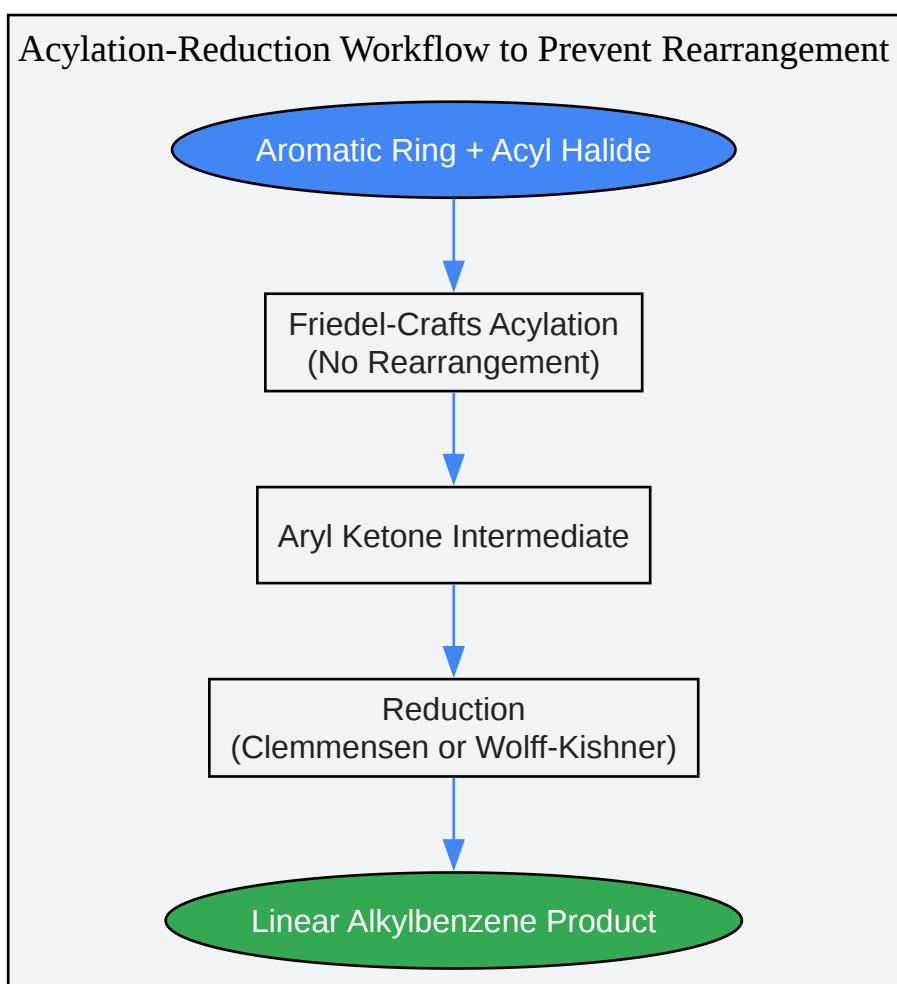 Acylation-Reduction Workflow to Prevent Rearrangement
Aromatic Ring + Acyl Halide
Friedel-Crafts Acylation
(No Rearrangement)
Aryl Ketone Intermediate
Reduction
(Clemmensen or Wolff-Kishner)
Linear Alkylbenzene Product